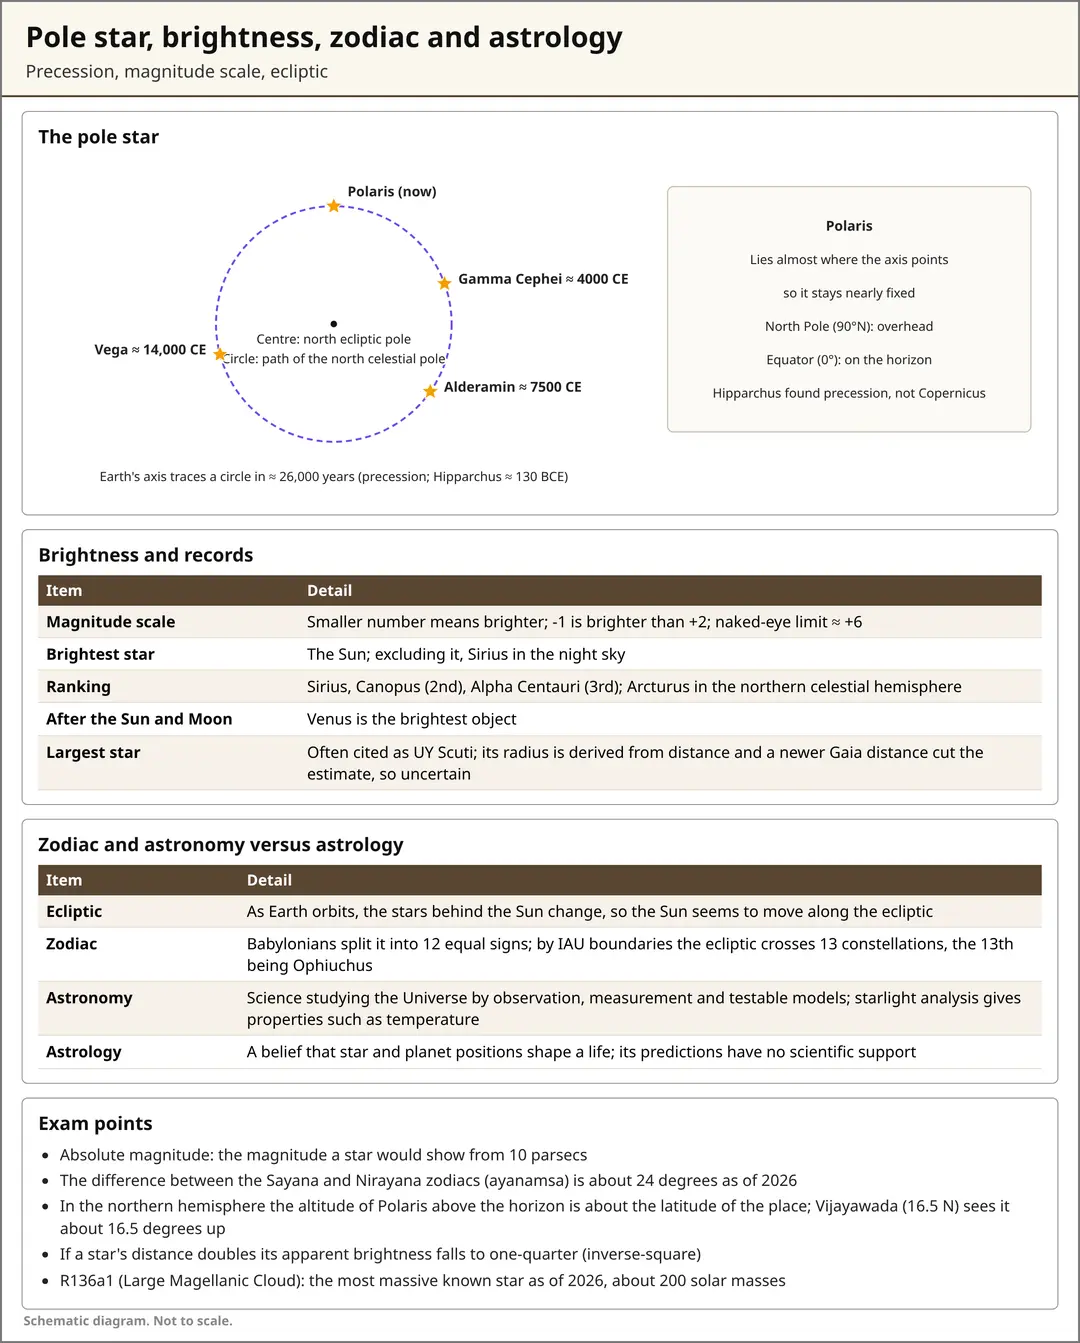 Pole star, brightness, zodiac and astrology
Precession, magnitude scale, ecliptic
The pole star
Polaris (now)
Gamma Cephei ≈ 4000 CE
Centre: north ecliptic pole
Vega ≈ 14,000 CE
Circle: path of the north celestial pole
Alderamin ≈ 7500 CE
Earth's axis traces a circle in ≈ 26,000 years (precession; Hipparchus ≈ 130 BCE)
Polaris
Lies almost where the axis points
so it stays nearly fixed
North Pole (90°N): overhead
Equator (0°): on the horizon
Hipparchus found precession, not Copernicus
Brightness and records
Item Detail
Magnitude scale Smaller number means brighter; -1 is brighter than +2; naked-eye limit ≈ +6
Brightest star The Sun; excluding it, Sirius in the night sky
Ranking Sirius, Canopus (2nd), Alpha Centauri (3rd); Arcturus in the northern celestial hemisphere
After the Sun and Moon Venus is the brightest object
Largest star Often cited as UY Scuti; its radius is derived from distance and a newer Gaia distance cut the
estimate, so uncertain
Zodiac and astronomy versus astrology
Item Detail
Ecliptic As Earth orbits, the stars behind the Sun change, so the Sun seems to move along the ecliptic
Zodiac Babylonians split it into 12 equal signs; by IAU boundaries the ecliptic crosses 13 constellations, the 13th
being Ophiuchus
Astronomy Science studying the Universe by observation, measurement and testable models; starlight analysis gives
properties such as temperature
Astrology A belief that star and planet positions shape a life; its predictions have no scientific support
Exam points
• Absolute magnitude: the magnitude a star would show from 10 parsecs
• The difference between the Sayana and Nirayana zodiacs (ayanamsa) is about 24 degrees as of 2026
• In the northern hemisphere the altitude of Polaris above the horizon is about the latitude of the place; Vijayawada (16.5 N) sees it
about 16.5 degrees up
• If a star's distance doubles its apparent brightness falls to one-quarter (inverse-square)
• R136a1 (Large Magellanic Cloud): the most massive known star as of 2026, about 200 solar masses
Schematic diagram. Not to scale.